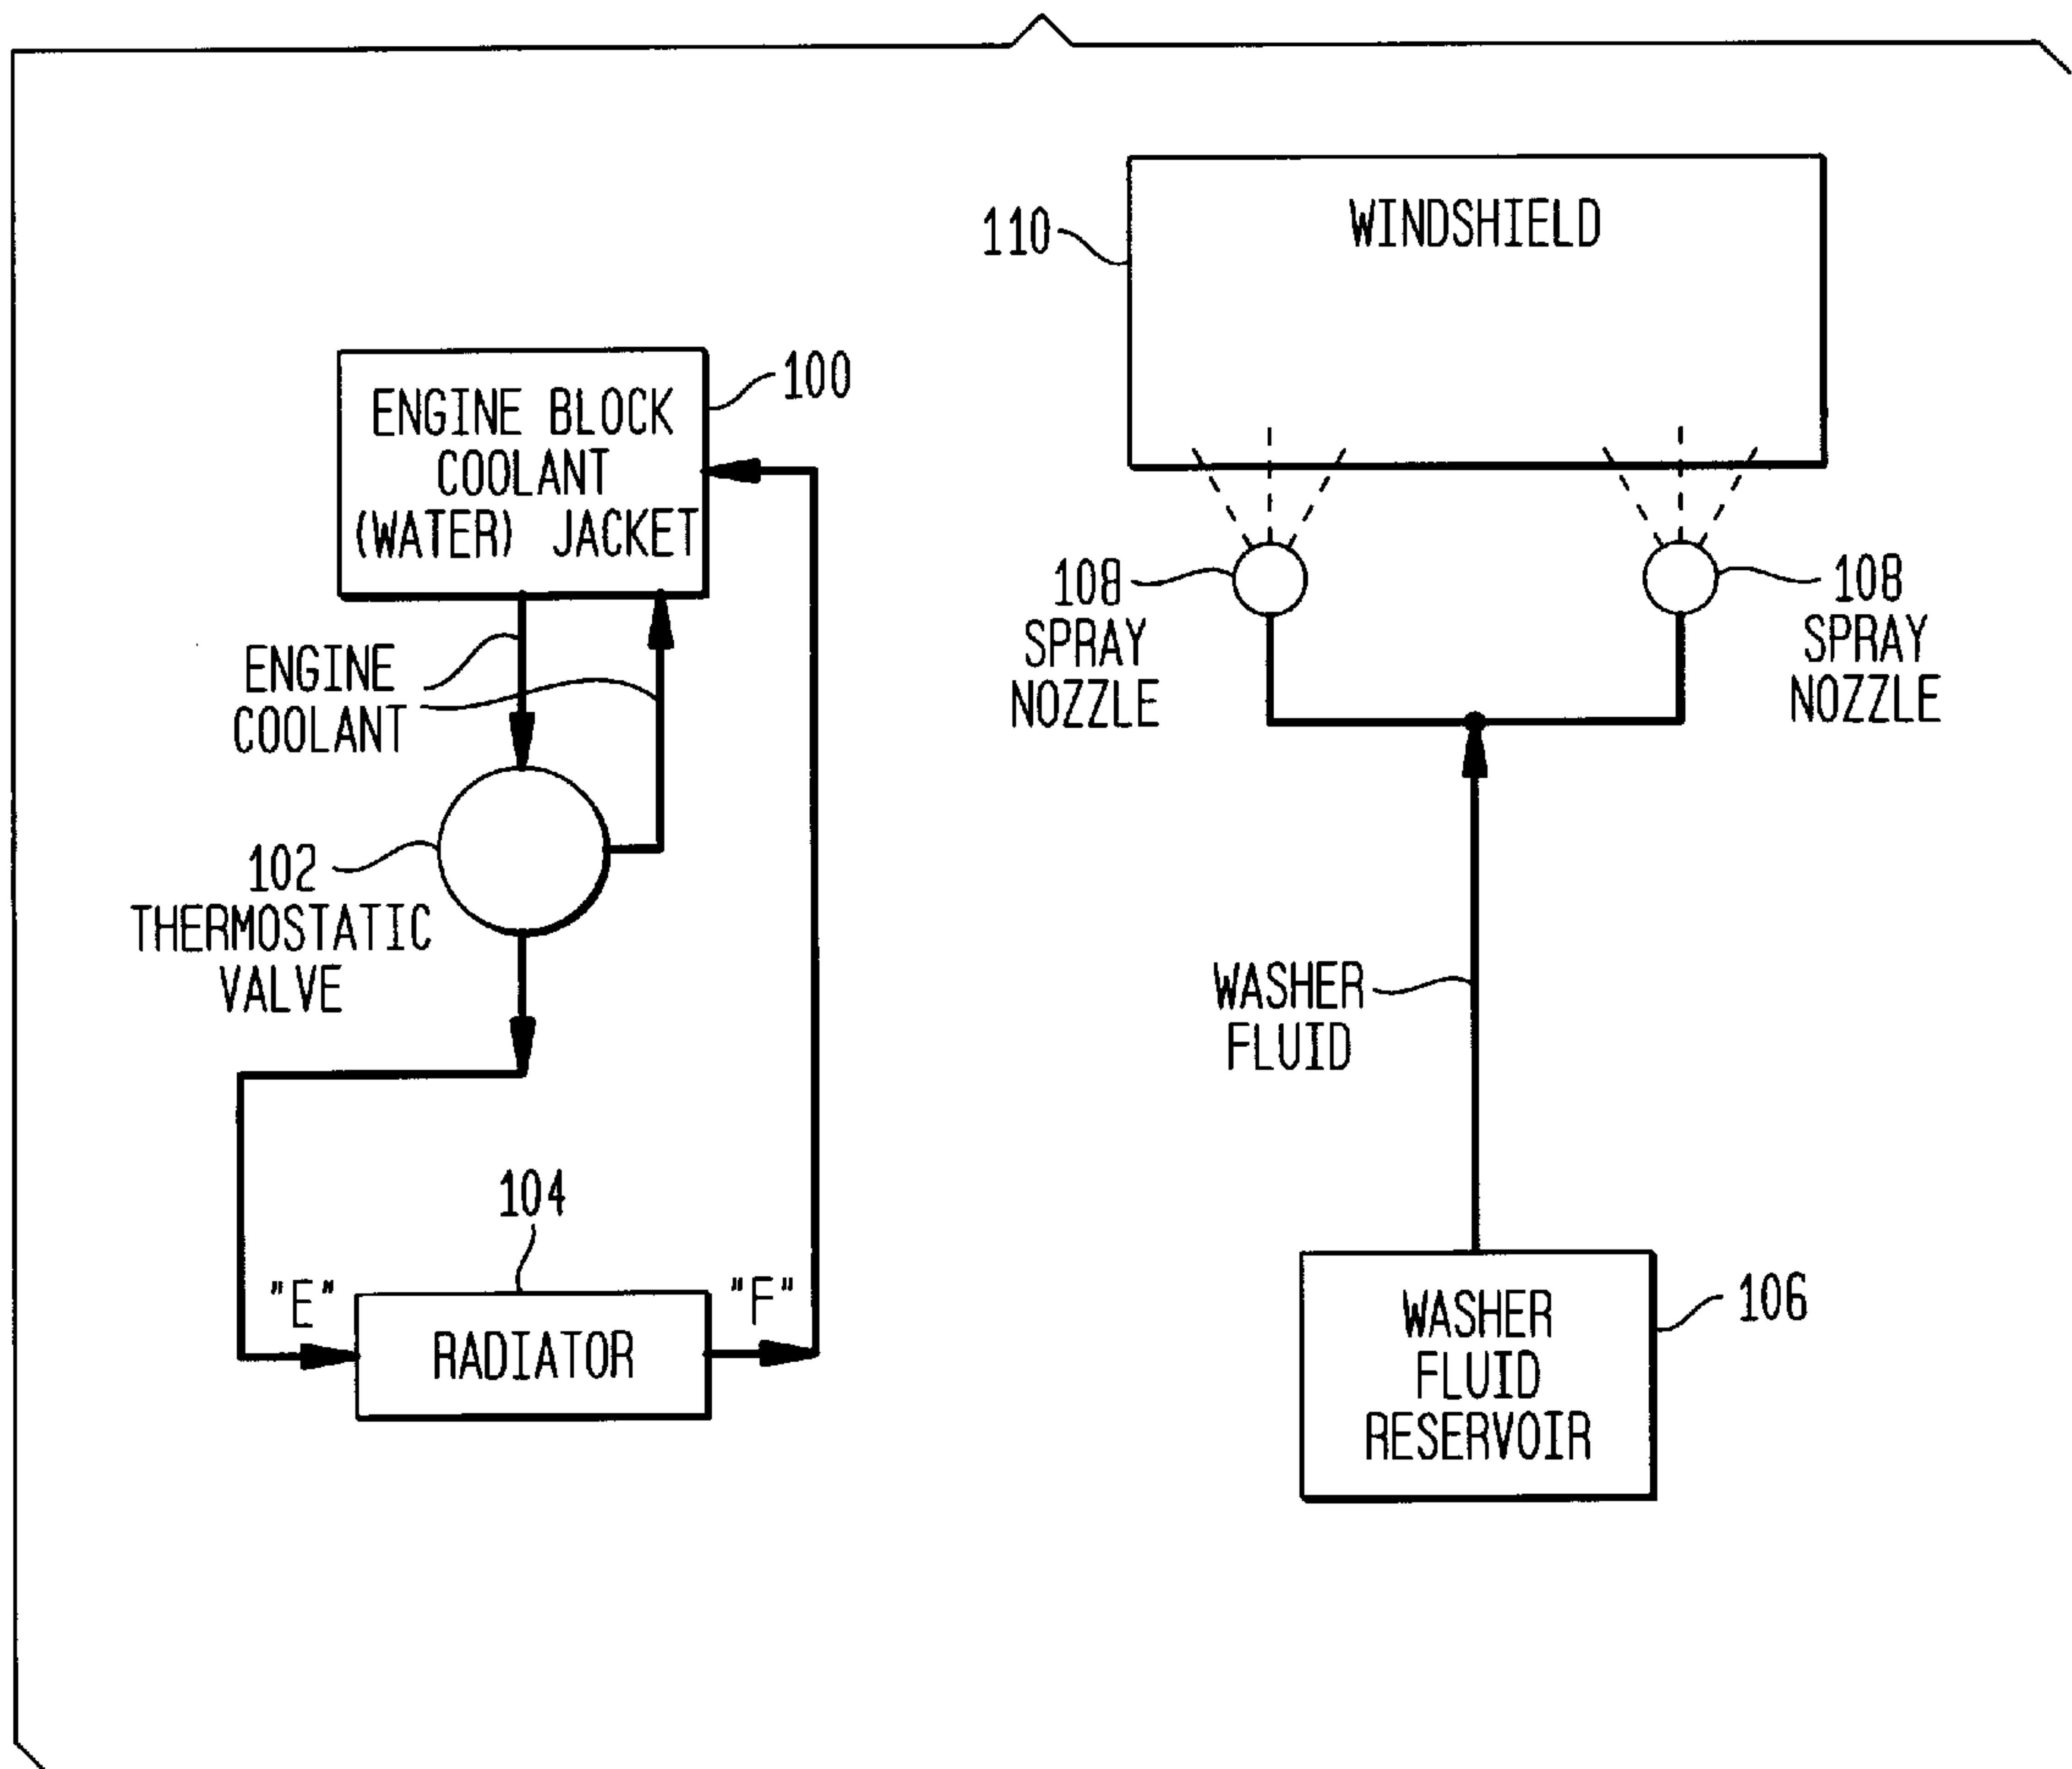 WINDSHIELD
110
100
ENGINE BLOCK
COOLANT
(WATER) JACKET
108
SPRAY
NOZZLE
108
SPRAY
NOZZLE
ENGINE
COOLANT
102
THERMOSTATIC
VALVE
WASHER
FLUID
104
"E"
"F"
RADIATOR
106
WASHER
FLUID
RESERVOIR